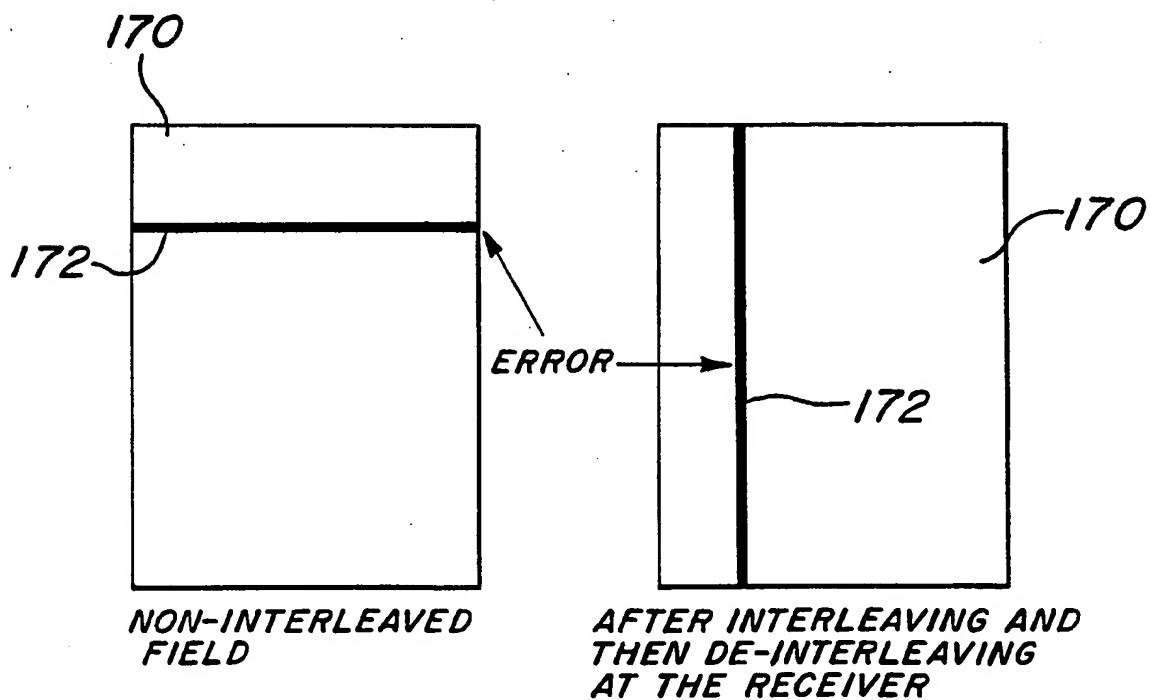 170
170
172
ERROR
172
NON-INTERLEAVED
FIELD
AFTER INTERLEAVING AND
THEN DE-INTERLEAVING
AT THE RECEIVER